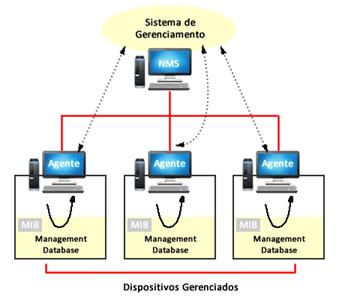 Sistema de
Gerenciamento
NMS
Agente
Agente
Agente
MIB
Management
Database
MIB
Management
Database
MIB
Management
Database
Dispositivos Gerenciados